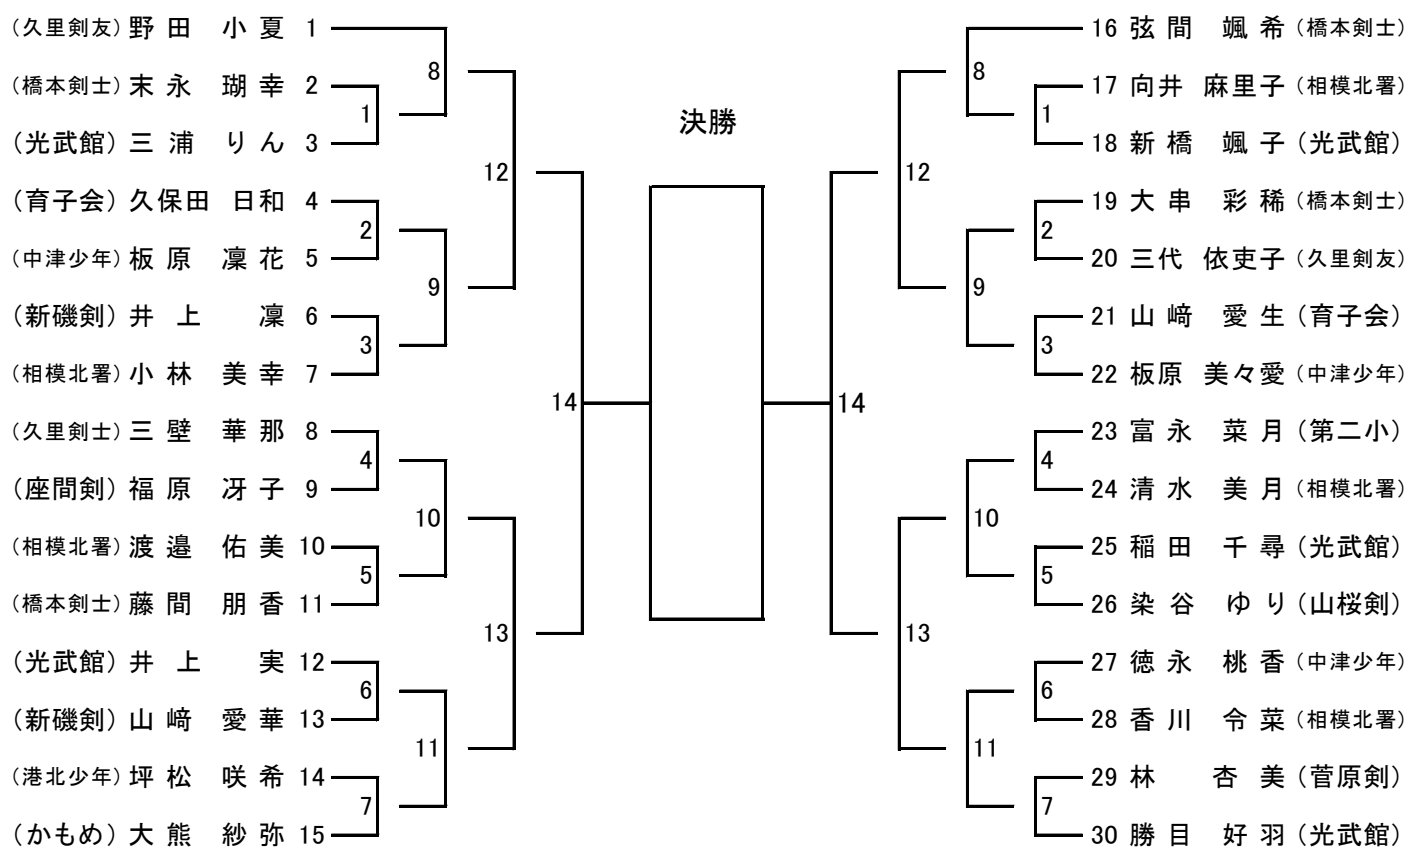 (久里剣友) 野田 小夏 1
(橋本剣士) 末永 瑚幸 2
(光武館) 三浦 りん 3
(育子会) 久保田 日和 4
(中津少年) 板原 凜花 5
(新磯剣) 井上 凜 6
(相模北署) 小林 美幸 7
(久里剣士) 三壁 華那 8
(座間剣) 福原 冴子 9
(相模北署) 渡邉 佑美 10
(橋本剣士) 藤間 朋香 11
(光武館) 井上 実 12
(新磯剣) 山﨑 愛華 13
(港北少年) 坪松 咲希 14
(かもめ) 大熊 紗弥 15
1
2
3
4
5
6
7
8
9
10
11
12
13
14
決勝
14
12
13
8
9
10
11
1
2
3
4
5
6
7
16 弦間 颯希 (橋本剣士)
17 向井 麻里子 (相模北署)
18 新橋 颯子 (光武館)
19 大串 彩稀 (橋本剣士)
20 三代 依吏子 (久里剣友)
21 山﨑 愛生 (育子会)
22 板原 美々愛 (中津少年)
23 富永 菜月 (第二小)
24 清水 美月 (相模北署)
25 稲田 千尋 (光武館)
26 染谷 ゆり (山桜剣)
27 徳永 桃香 (中津少年)
28 香川 令菜 (相模北署)
29 林 杏美 (菅原剣)
30 勝目 好羽 (光武館)